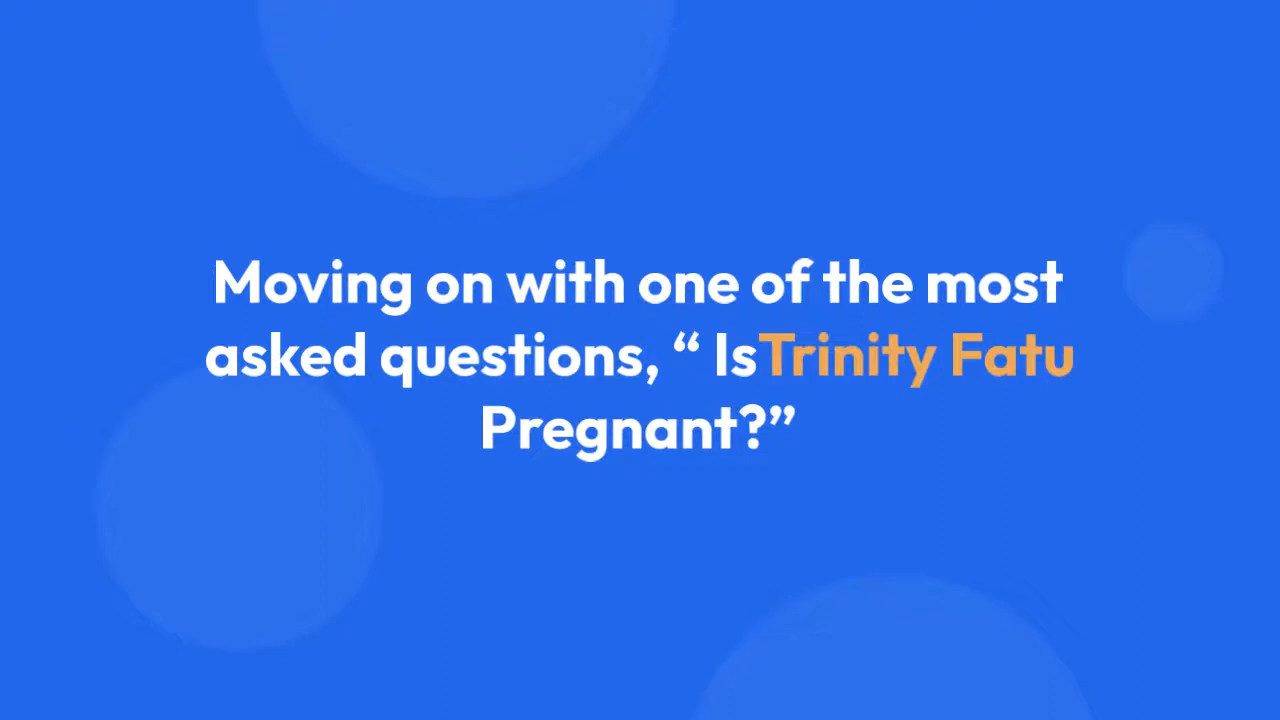 Moving on with one of the most
asked questions, “ IsTrinity Fatu
Pregnant?”